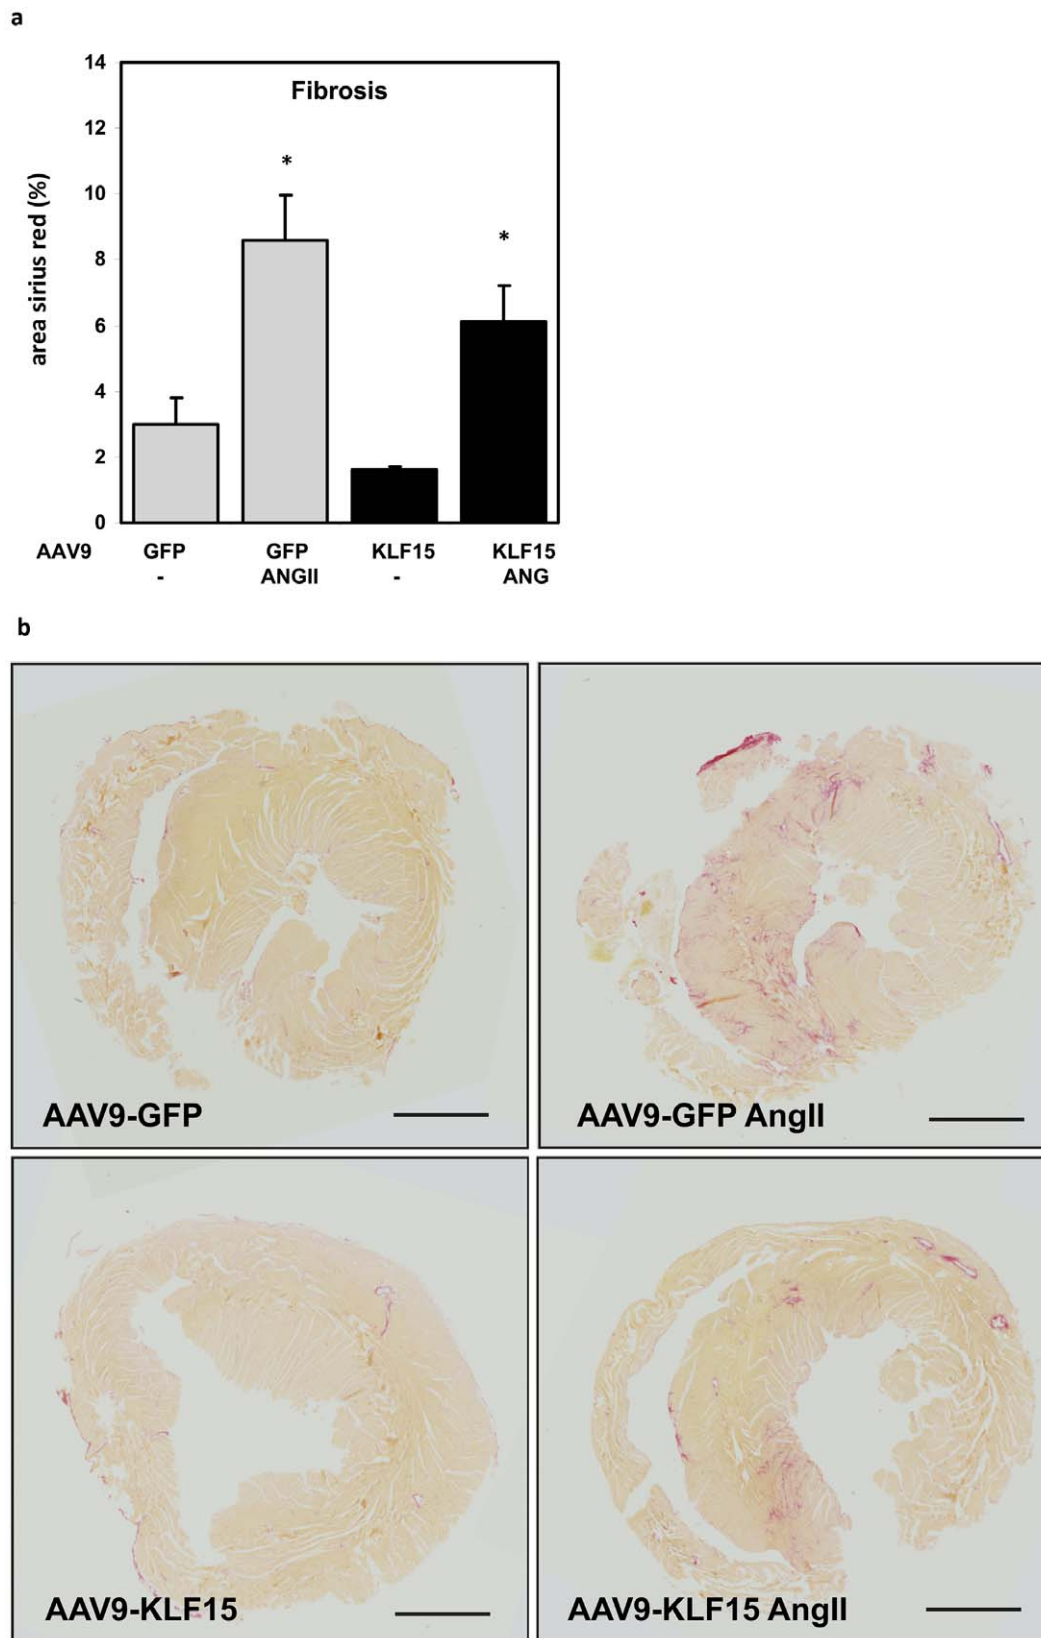 a
Fibrosis
area sirius red (%)
14
12
10
8
6
4
2
0
*
*
AAV9 GFP GFP KLF15 KLF15
- ANGII - ANG
b
AAV9-GFP
AAV9-GFP AngII
AAV9-KLF15
AAV9-KLF15 AngII